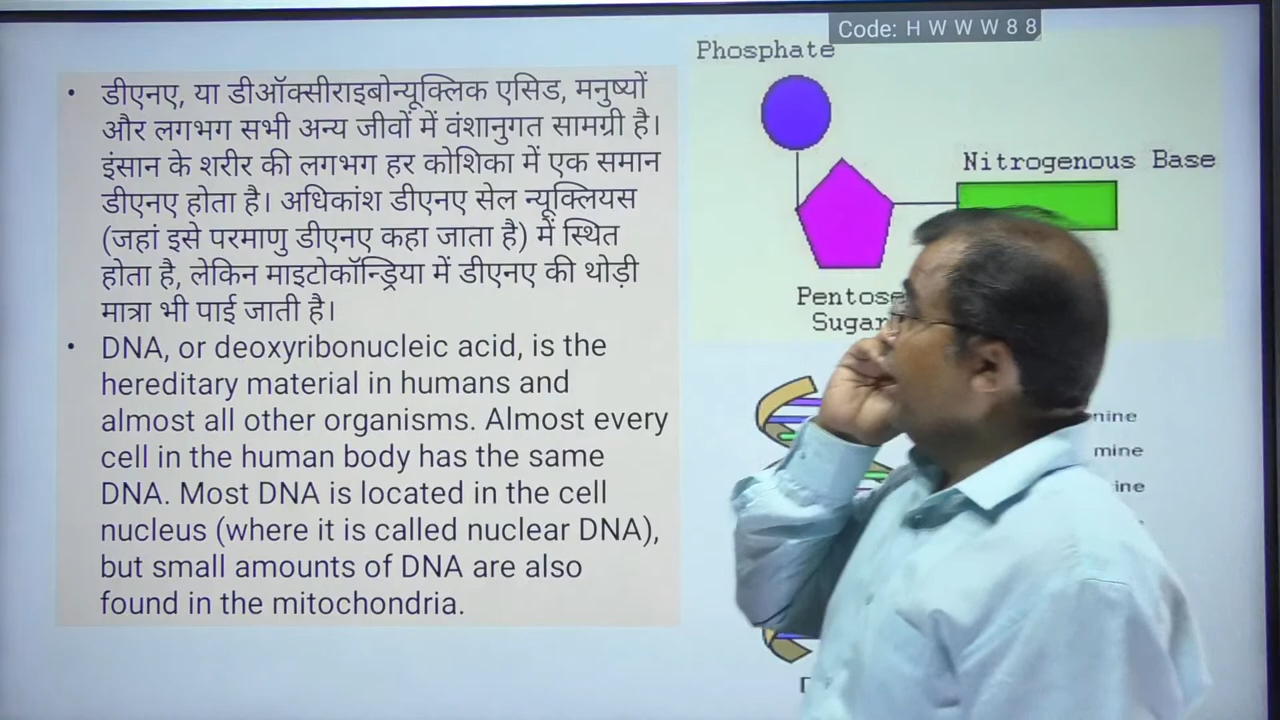 Code: H W W W 8 8
Phosphate
• डीएनए, या डीऑक्सीराइबोन्यूक्लिक एसिड, मनुष्यों
और लगभग सभी अन्य जीवों में वंशानुगत सामग्री है।
इंसान के शरीर की लगभग हर कोशिका में एक समान
डीएनए होता है। अधिकांश डीएनए सेल न्यूक्लियस
(जहां इसे परमाणु डीएनए कहा जाता है) में स्थित
होता है, लेकिन माइटोकॉन्ड्रिया में डीएनए की थोड़ी
मात्रा भी पाई जाती है।
• DNA, or deoxyribonucleic acid, is the
hereditary material in humans and
almost all other organisms. Almost every
cell in the human body has the same
DNA. Most DNA is located in the cell
nucleus (where it is called nuclear DNA),
but small amounts of DNA are also
found in the mitochondria.
Nitrogenous Base
Pentose
Sugar